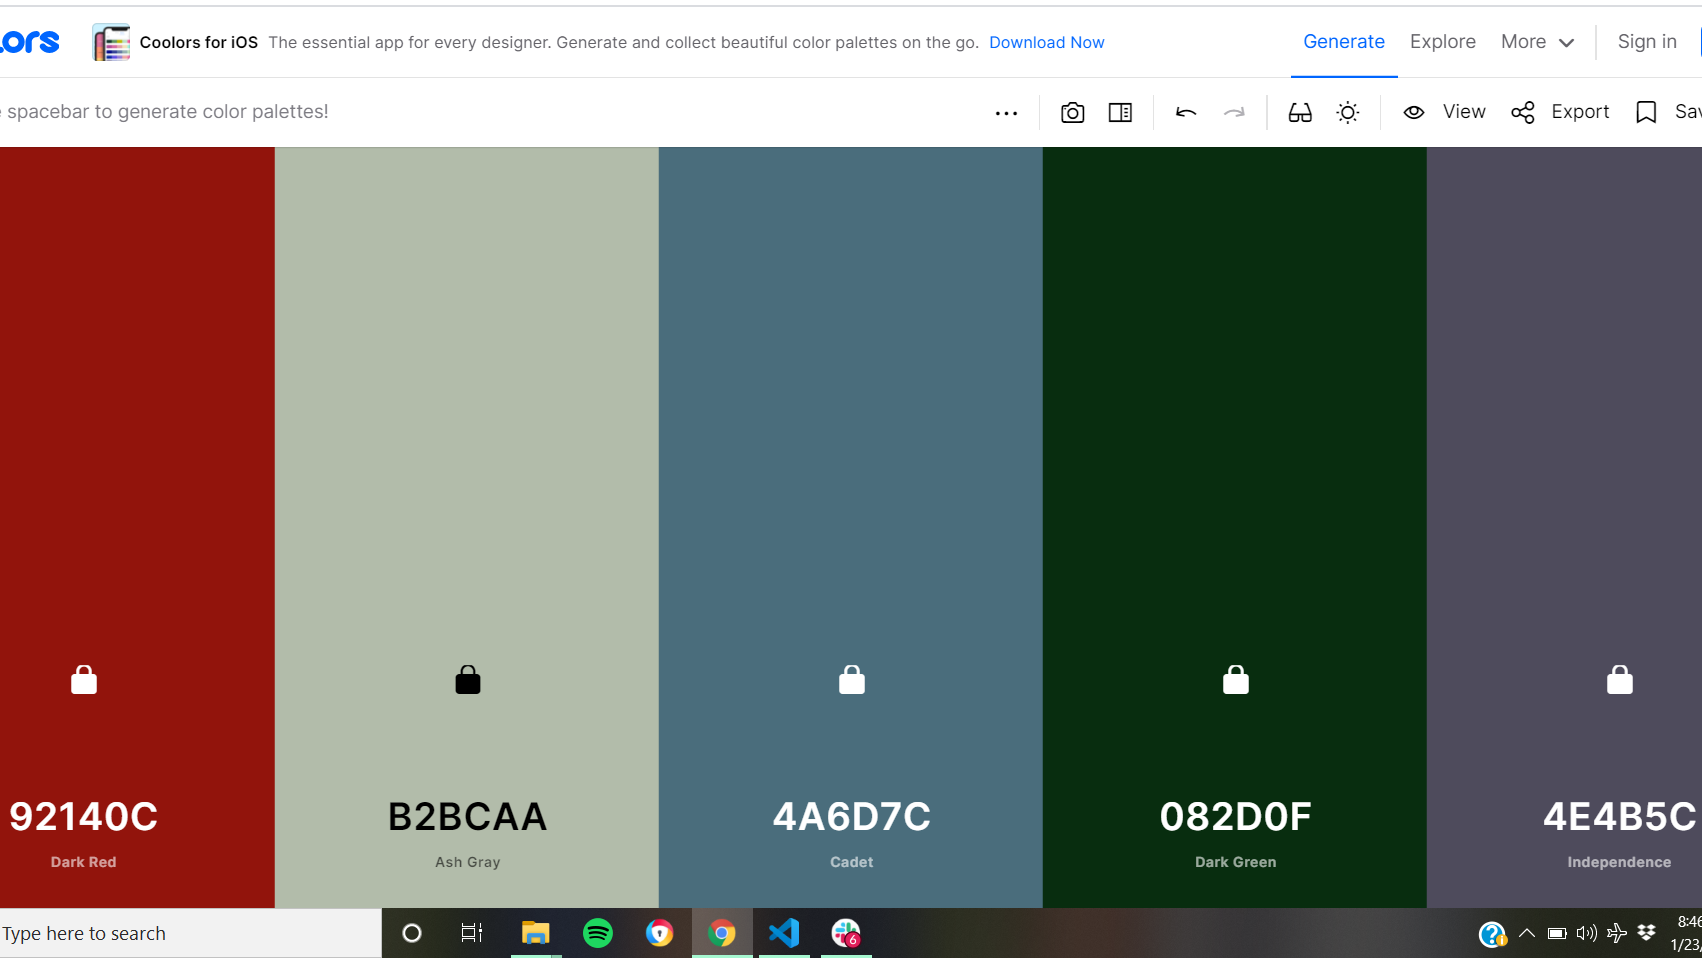 ors
Coolors for iOS The essential app for every designer. Generate and collect beautiful color palettes on the go. Download Now
Generate Explore More Sign in
spacebar to generate color palettes!
View Export Sav
92140C
Dark Red
B2BCAA
Ash Gray
4A6D7C
Cadet
082D0F
Dark Green
4E4B5C
Independence
Type here to search
6
8:46
1/23/